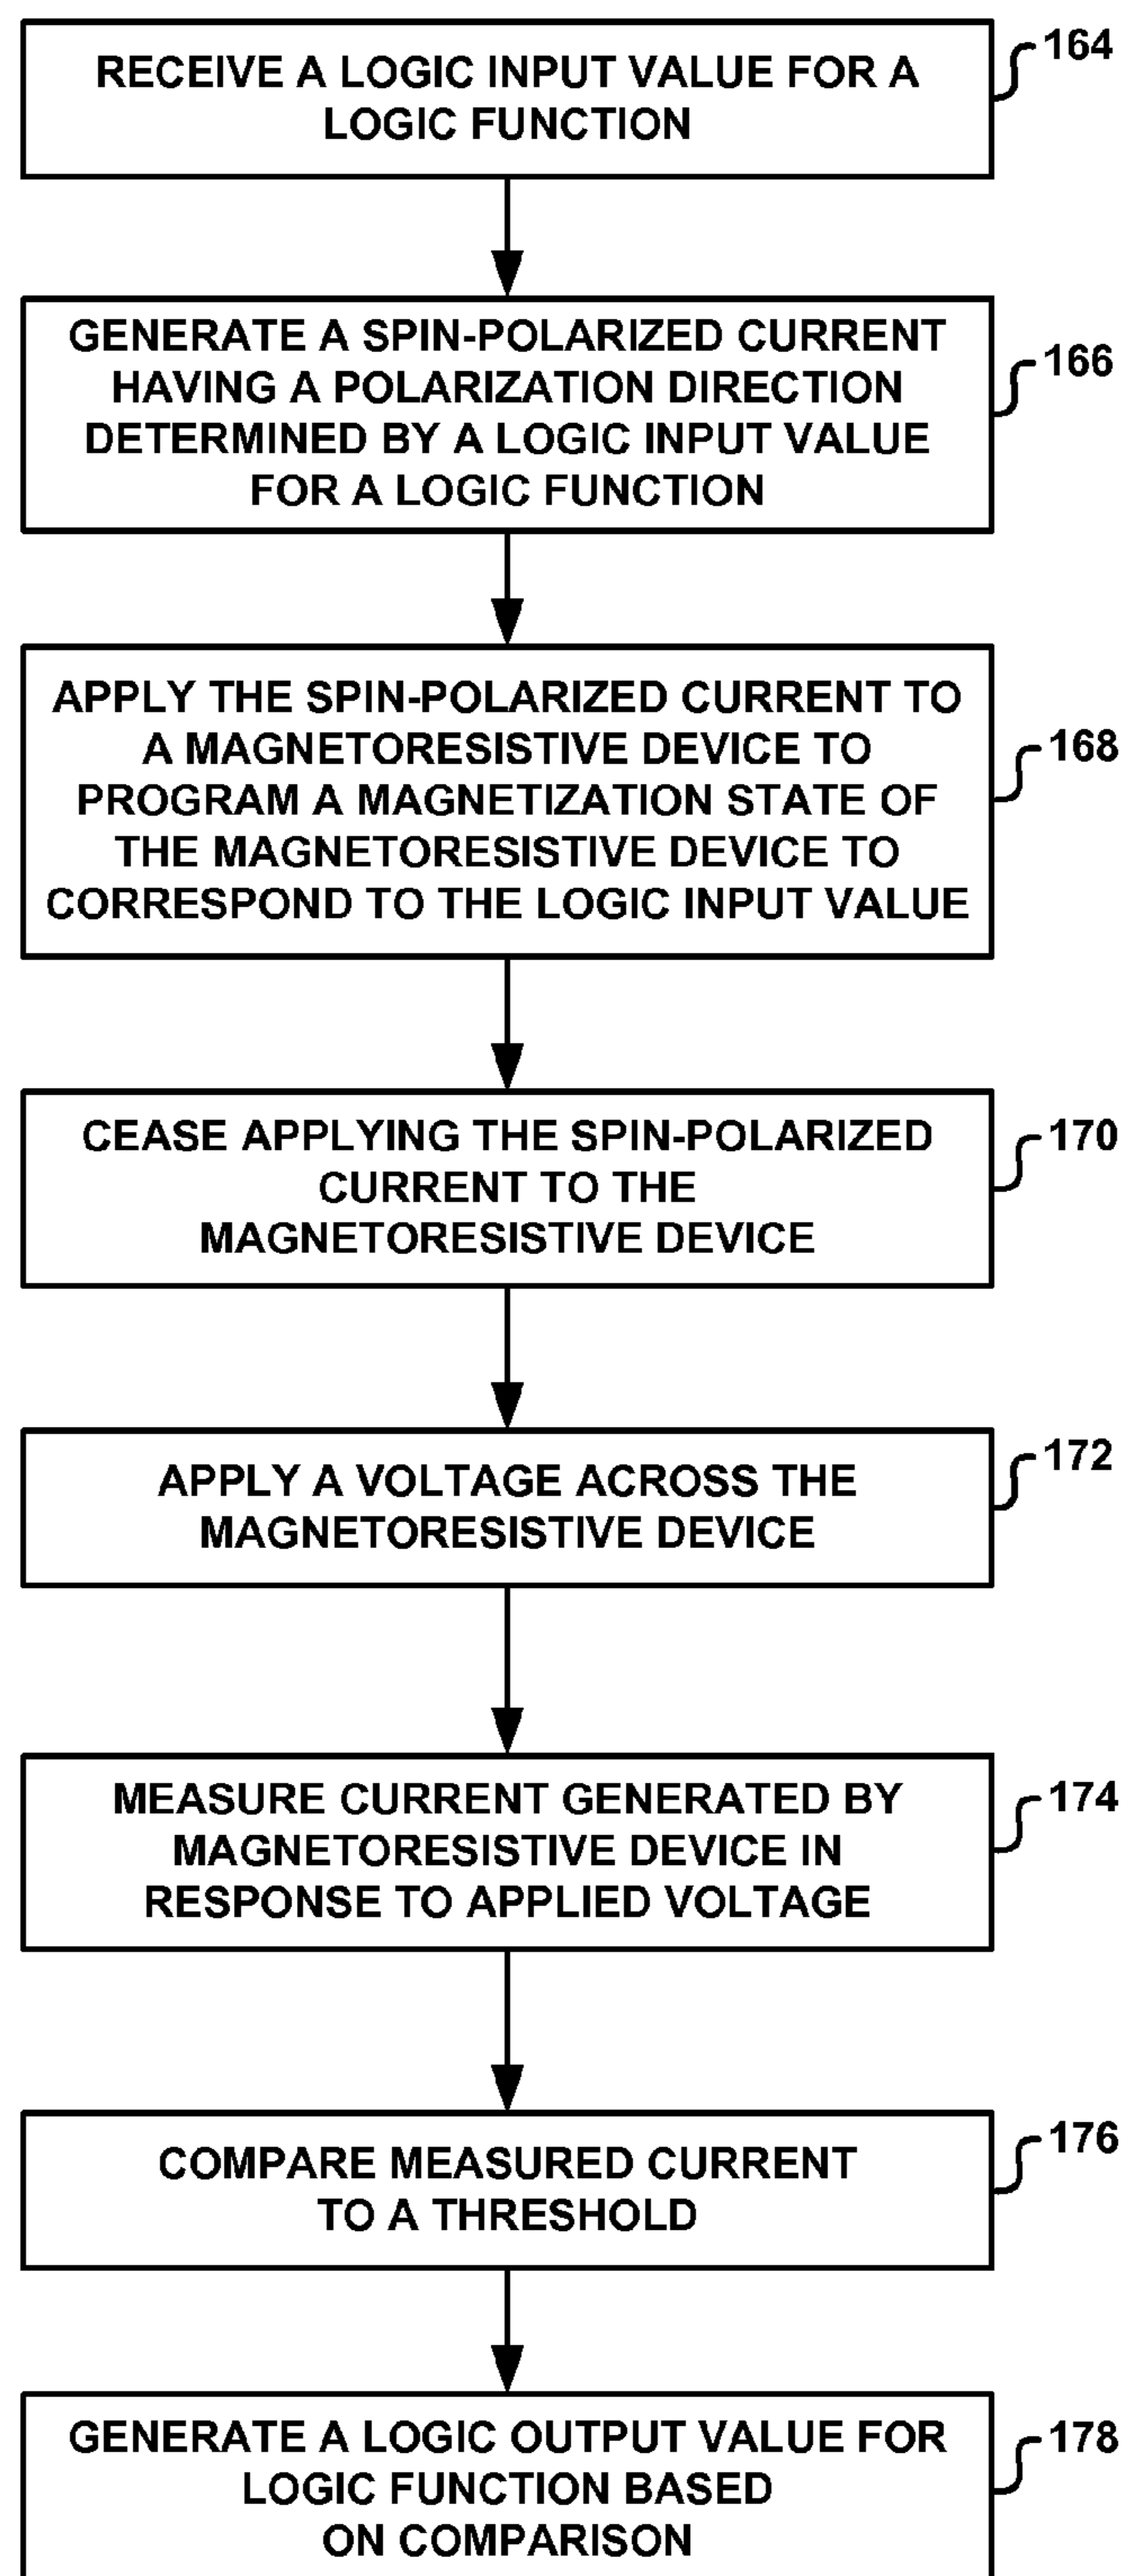 RECEIVE A LOGIC INPUT VALUE FOR A
LOGIC FUNCTION
164
GENERATE A SPIN-POLARIZED CURRENT
HAVING A POLARIZATION DIRECTION
DETERMINED BY A LOGIC INPUT VALUE
FOR A LOGIC FUNCTION
166
APPLY THE SPIN-POLARIZED CURRENT TO
A MAGNETORESISTIVE DEVICE TO
PROGRAM A MAGNETIZATION STATE OF
THE MAGNETORESISTIVE DEVICE TO
CORRESPOND TO THE LOGIC INPUT VALUE
168
CEASE APPLYING THE SPIN-POLARIZED
CURRENT TO THE
MAGNETORESISTIVE DEVICE
170
APPLY A VOLTAGE ACROSS THE
MAGNETORESISTIVE DEVICE
172
MEASURE CURRENT GENERATED BY
MAGNETORESISTIVE DEVICE IN
RESPONSE TO APPLIED VOLTAGE
174
COMPARE MEASURED CURRENT
TO A THRESHOLD
176
GENERATE A LOGIC OUTPUT VALUE FOR
LOGIC FUNCTION BASED
ON COMPARISON
178